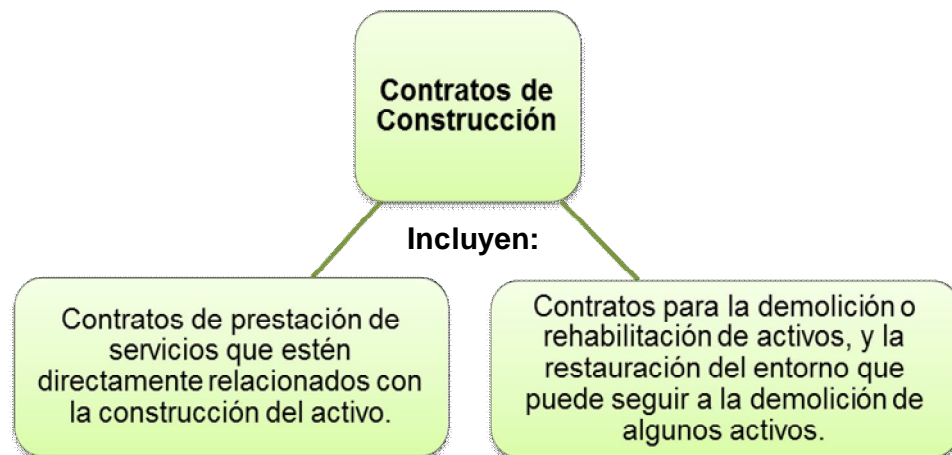 Contratos de
Construcción
Incluyen:
Contratos de prestación de
servicios que estén
directamente relacionados con
la construcción del activo.
Contratos para la demolición o
rehabilitación de activos, y la
restauración del entorno que
puede seguir a la demolición de
algunos activos.